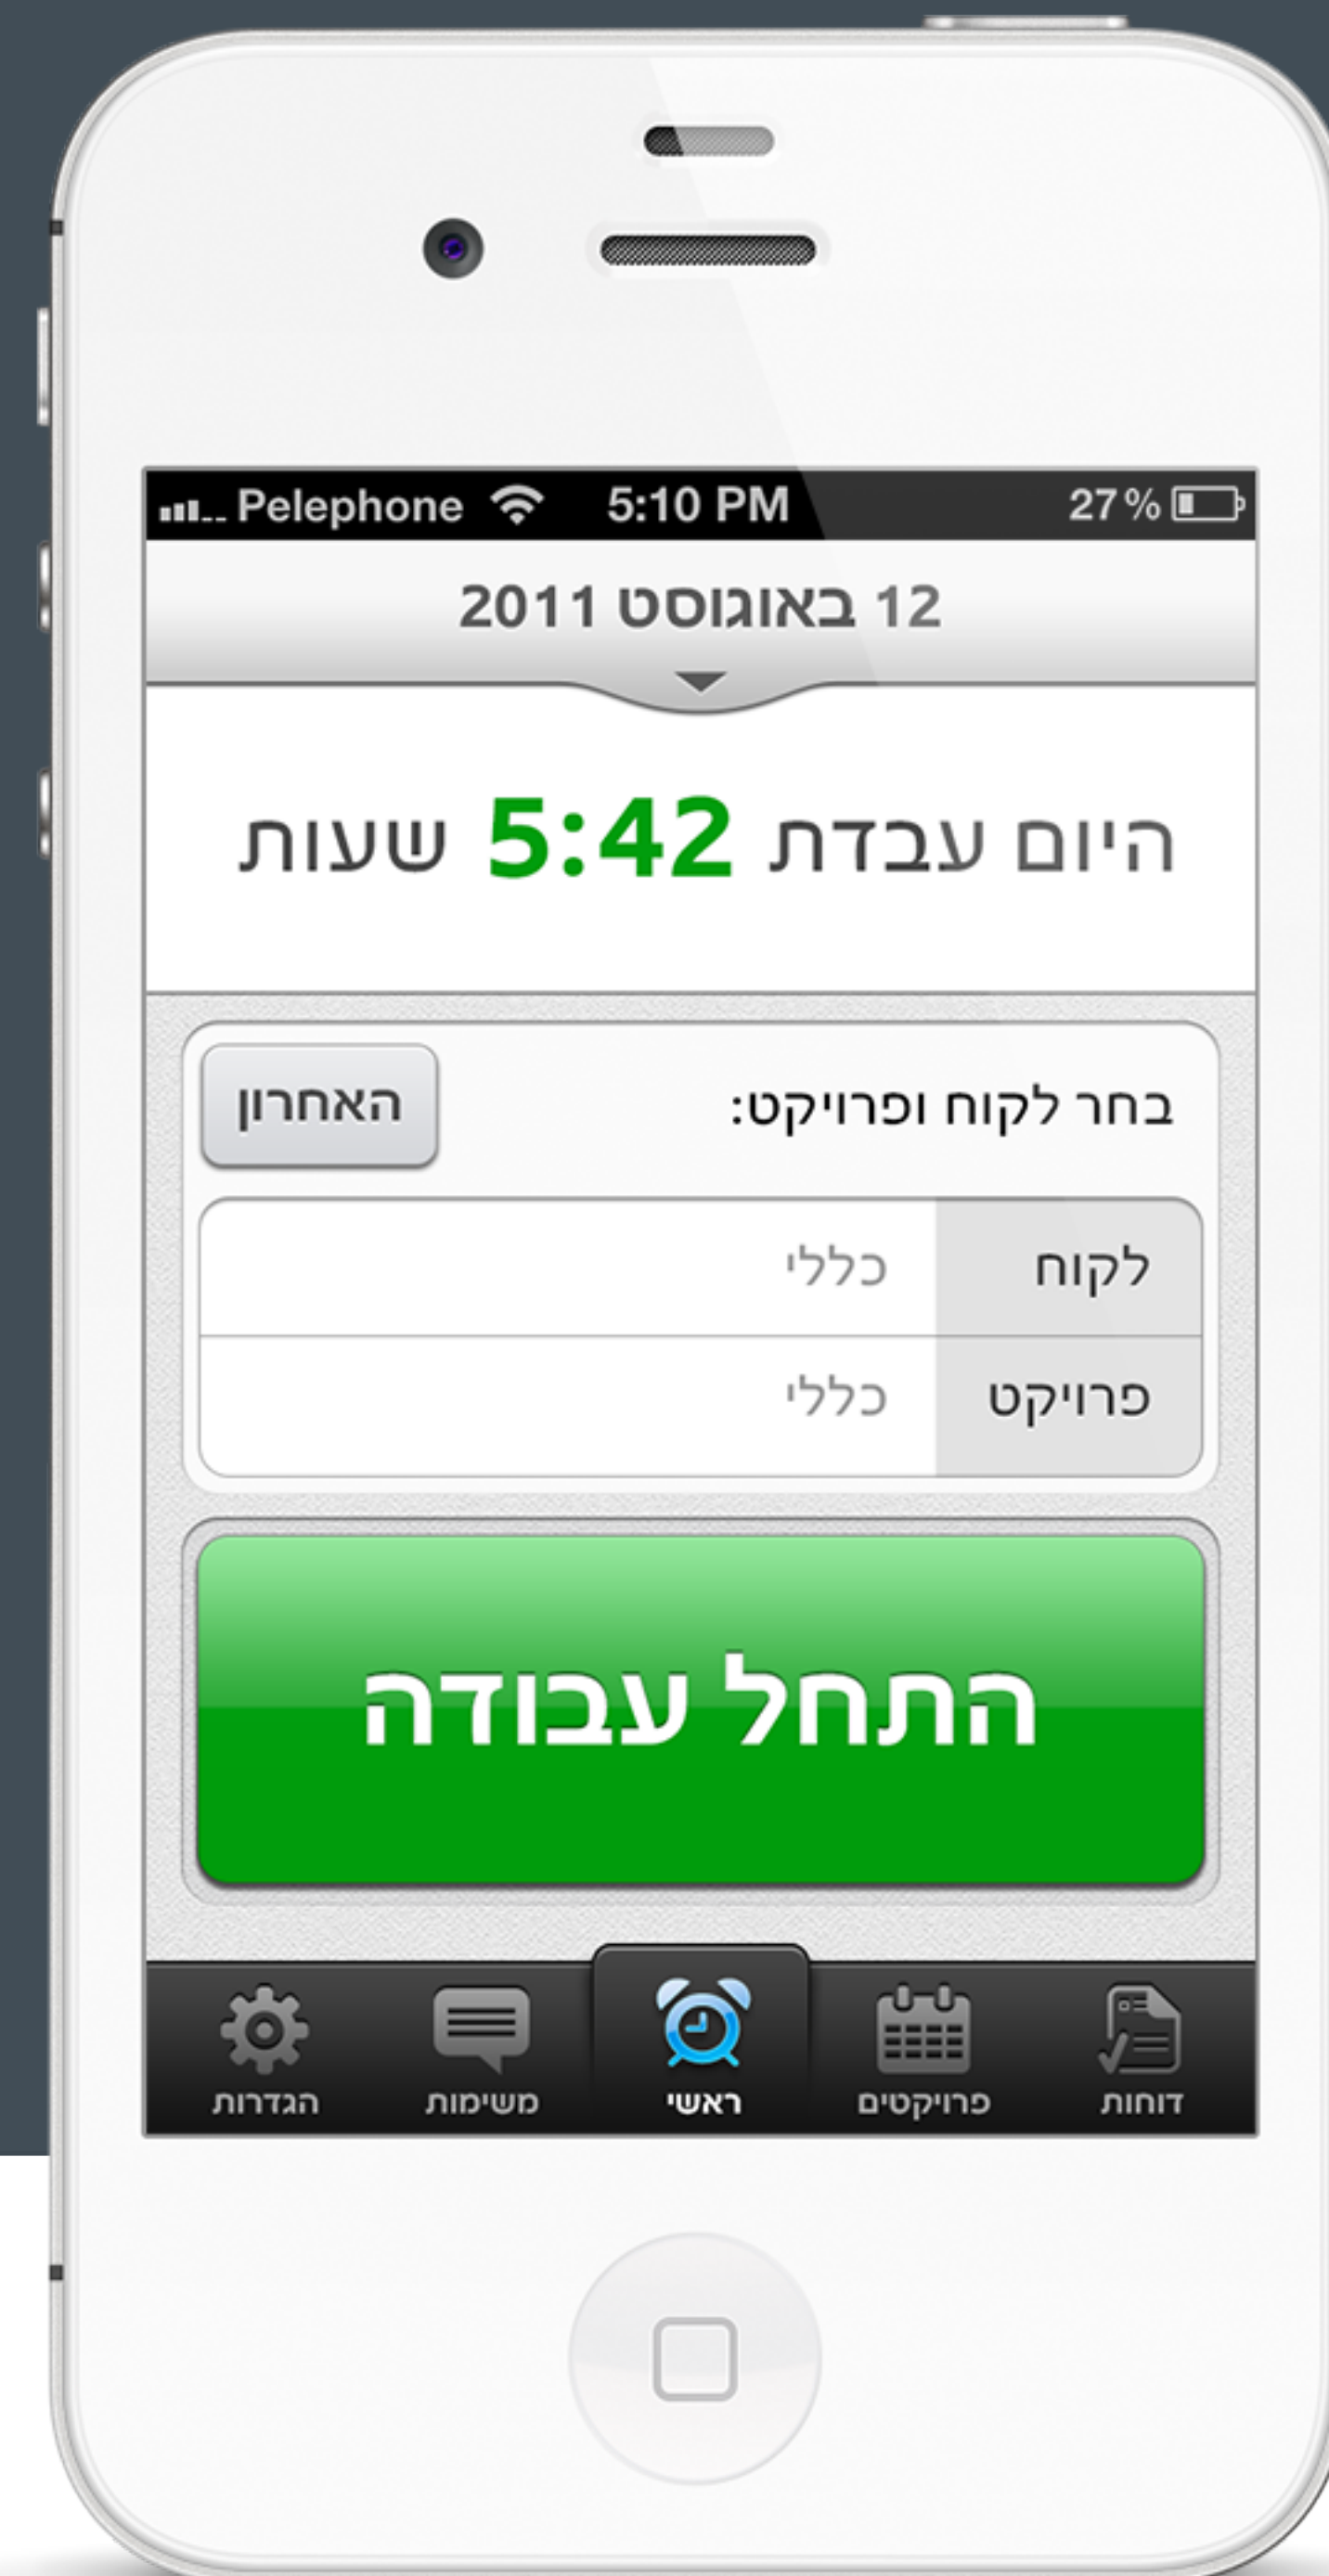 Pelephone 5:10 PM 27%
12 באוגוסט 2011
היום עבדת 5:42 שעות
בחר לקוח ופרויקט: האחרון
לקוח כללי
פרויקט כללי
התחל עבודה
דוחות פרויקטים ראשי משימות הגדרות